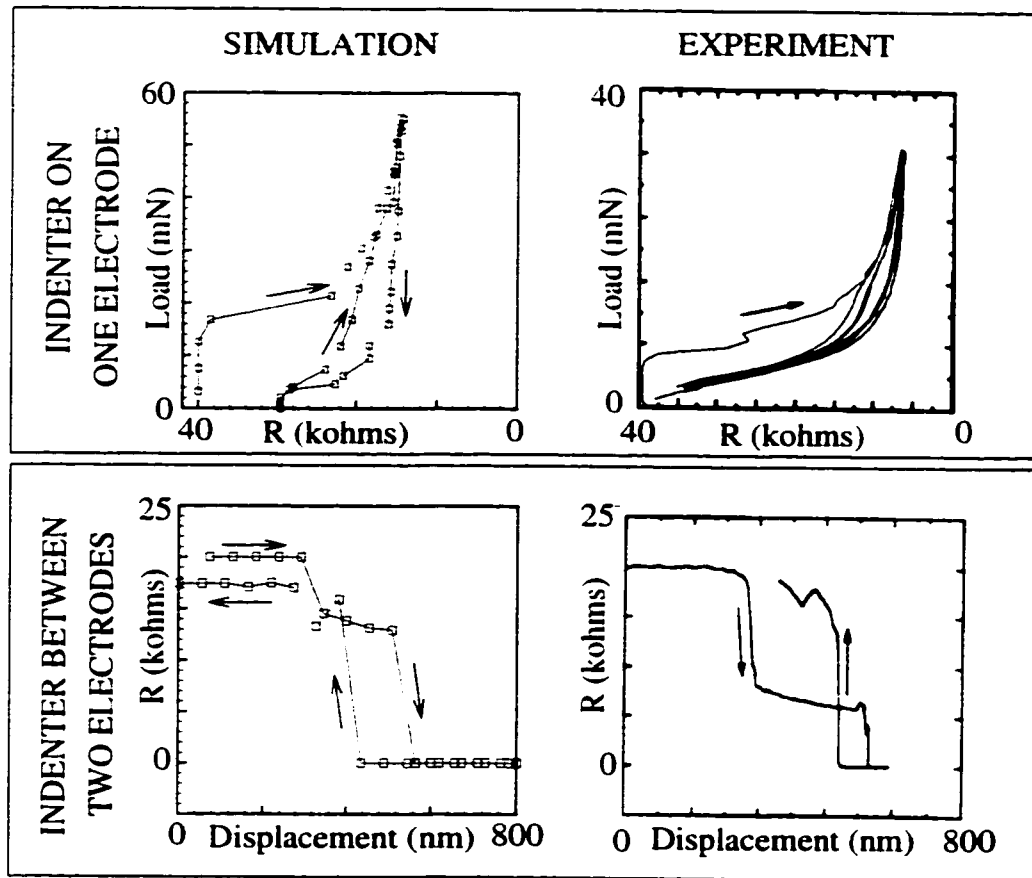 SIMULATION
EXPERIMENT
INDENTER ON
ONE ELECTRODE
60
Load (mN)
0
40
R (kohms)
0
40
Load (mN)
0
40
R (kohms)
0
INDENTER BETWEEN
TWO ELECTRODES
25
R (kohms)
0
0
Displacement (nm)
800
25
R (kohms)
0
0
Displacement (nm)
800